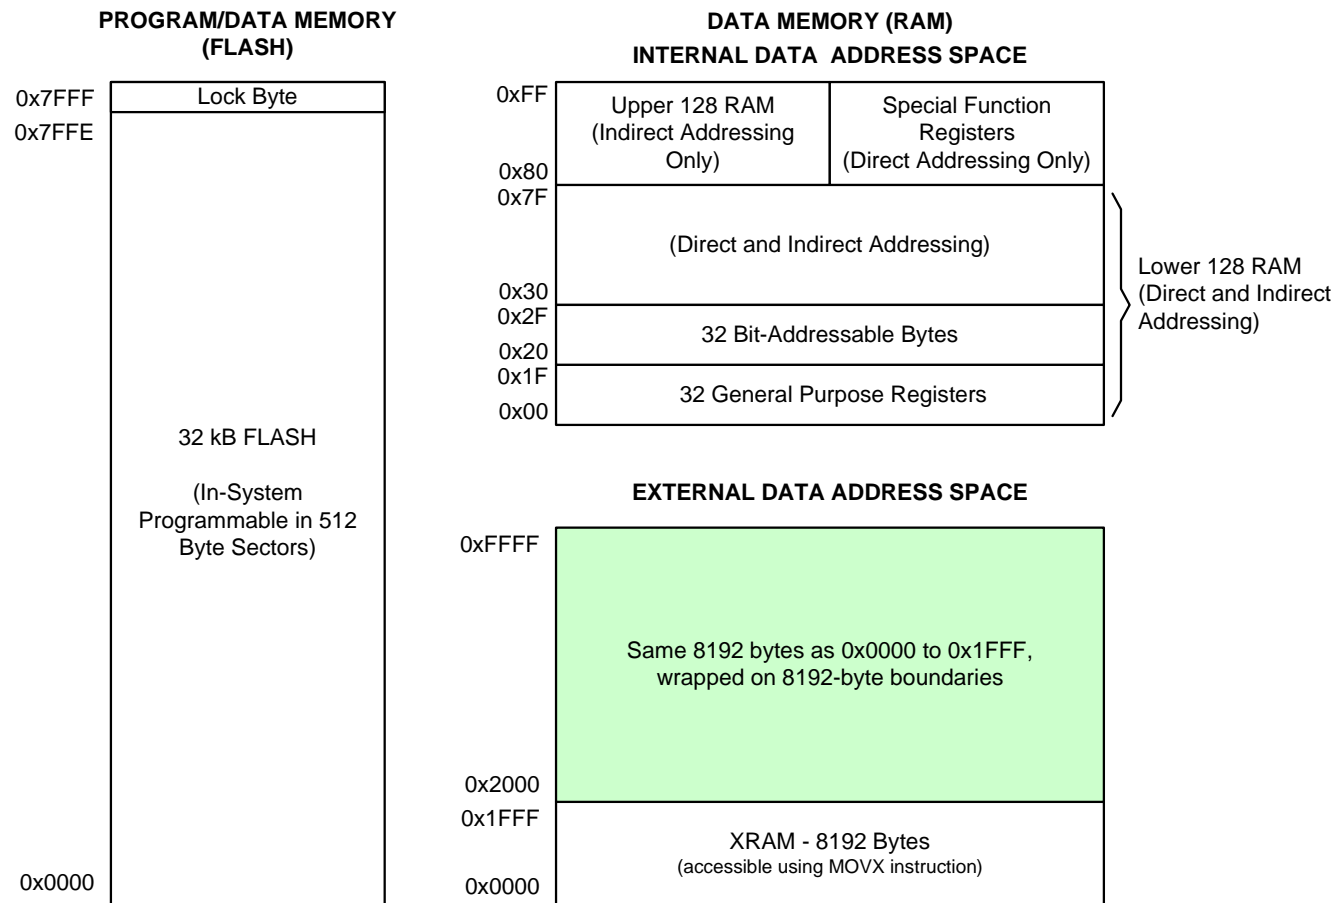 PROGRAM/DATA MEMORY
(FLASH)
0x7FFF
Lock Byte
0x7FFE
32 kB FLASH
(In-System
Programmable in 512
Byte Sectors)
0x0000
DATA MEMORY (RAM)
INTERNAL DATA ADDRESS SPACE
0xFF
Upper 128 RAM
(Indirect Addressing
Only)
Special Function
Registers
(Direct Addressing Only)
0x80
0x7F
(Direct and Indirect Addressing)
0x30
0x2F
32 Bit-Addressable Bytes
0x20
0x1F
32 General Purpose Registers
0x00
Lower 128 RAM
(Direct and Indirect
Addressing)
EXTERNAL DATA ADDRESS SPACE
0xFFFF
Same 8192 bytes as 0x0000 to 0x1FFF,
wrapped on 8192-byte boundaries
0x2000
0x1FFF
XRAM - 8192 Bytes
(accessible using MOVX instruction)
0x0000